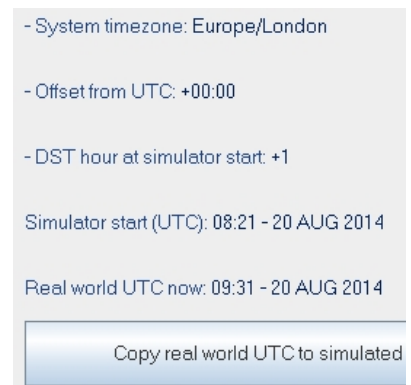 - System timezone: Europe/London
- Offset from UTC: +00:00
- DST hour at simulator start: +1
Simulator start (UTC): 08:21 - 20 AUG 2014
Real world UTC now: 09:31 - 20 AUG 2014
Copy real world UTC to simulated